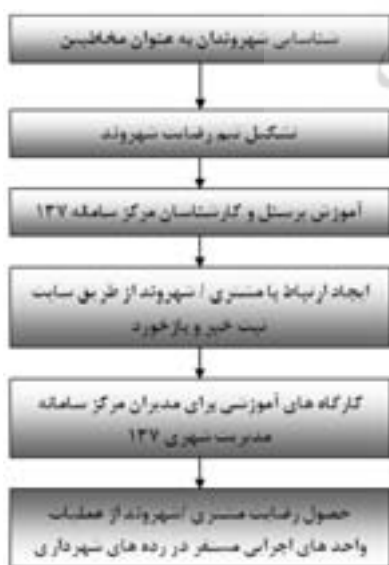 شناسایی شهروندان به عنوان مخاطبین
تشکیل تیم رضایت شهروند
آموزش پرسنل و کارشناسان مرکز سامانه ۱۳۷
ایجاد ارتباط با مشتری / شهروند از طریق سایت
ثبت خبر و بازخورد
کارگاه های آموزشی برای مدیران مرکز سامانه
مدیریت شهری ۱۳۷
حصول رضایت مشتری / شهروند از عملیات
واحد های اجرایی مستقر در رده های شهرداری